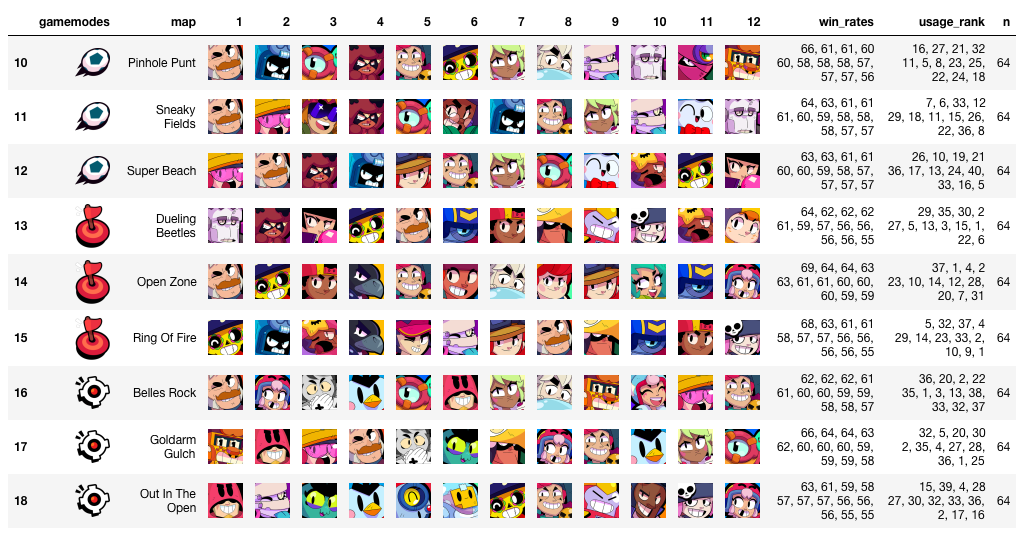 gamemodes map 1 2 3 4 5 6 7 8 9 10 11 12 win_rates usage_rank n
10 Pinhole Punt 66, 61, 61, 60 16, 27, 21, 32 64
60, 58, 58, 58, 57, 11, 5, 8, 23, 25,
57, 57, 56 22, 24, 18
11 Sneaky 64, 63, 61, 61 7, 6, 33, 12 64
Fields 61, 60, 59, 58, 58, 29, 18, 11, 15, 26,
58, 57, 57 22, 36, 8
12 Super Beach 63, 63, 61, 61 26, 10, 19, 21 64
60, 60, 59, 58, 57, 36, 17, 13, 24, 40,
57, 57, 57 33, 16, 5
13 Dueling 64, 62, 62, 62 29, 35, 30, 2 64
Beetles 61, 59, 57, 56, 56, 27, 5, 13, 3, 15, 1,
56, 56, 55 22, 6
14 Open Zone 69, 64, 64, 63 37, 1, 4, 2 64
63, 61, 61, 60, 60, 23, 10, 14, 12, 28,
60, 59, 59 20, 7, 31
15 Ring Of Fire 68, 63, 61, 61 5, 32, 37, 4 64
58, 57, 57, 56, 56, 29, 14, 23, 33, 2,
56, 56, 55 10, 9, 1
16 Belles Rock 62, 62, 62, 61 36, 20, 2, 22 64
61, 60, 60, 59, 59, 35, 1, 3, 13, 38,
58, 58, 57 33, 32, 37
17 Goldarm 66, 64, 64, 63 32, 5, 20, 30 64
Gulch 62, 60, 60, 60, 59, 2, 35, 4, 27, 28,
59, 59, 58 36, 1, 25
18 Out In The 63, 61, 59, 58 15, 39, 4, 28 64
Open 57, 57, 57, 56, 56, 27, 30, 32, 33, 36,
56, 55, 55 2, 17, 16